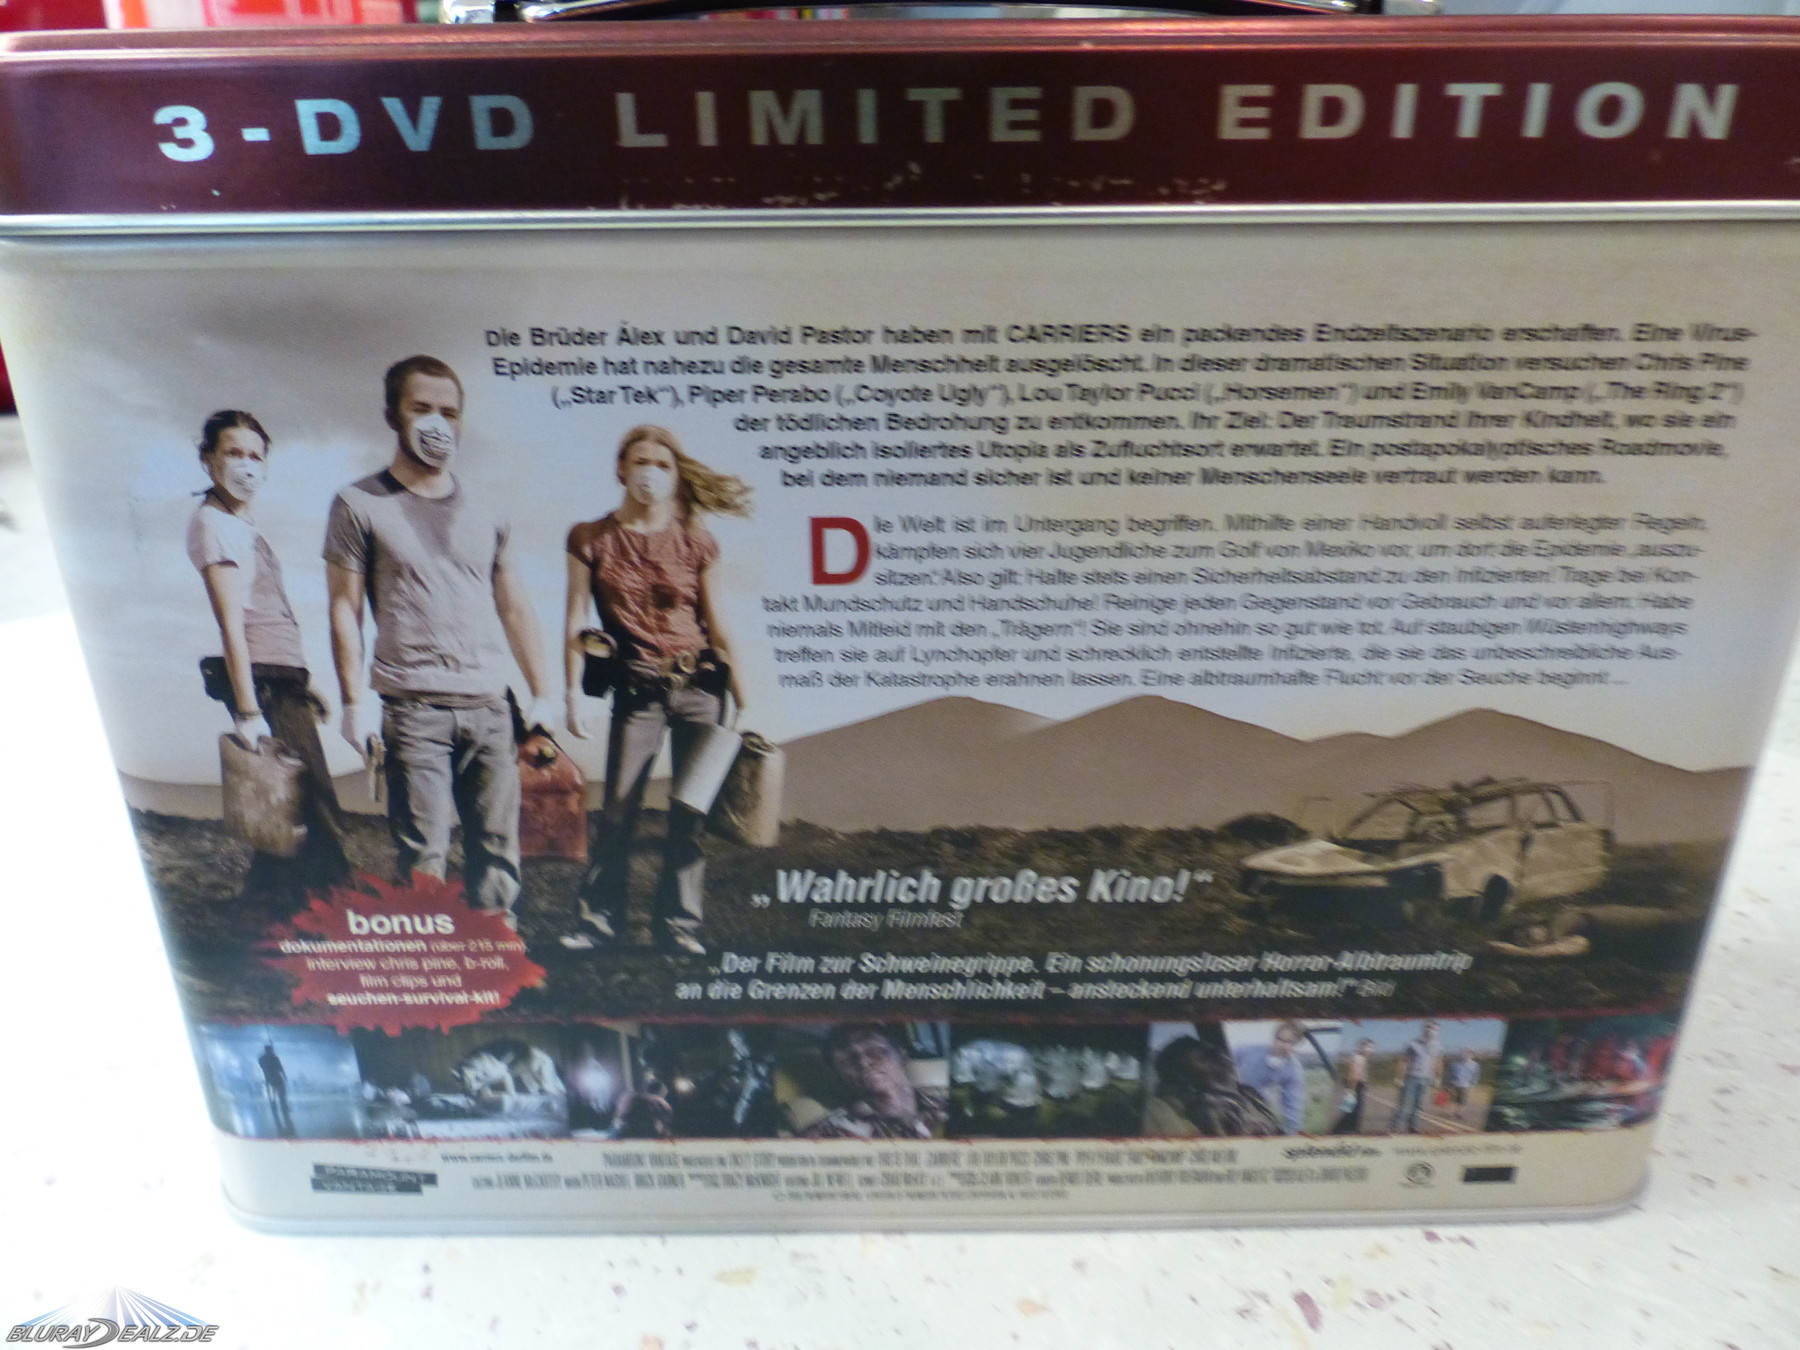 3-DVD LIMITED EDITION
Die Brüder Àlex und David Pastor haben mit CARRIERS ein packendes Endzeitszenario erschaffen. Eine Virus-
Epidemie hat nahezu die gesamte Menschheit ausgelöscht. In dieser dramatischen Situation versuchen Chris Pine
(„Star Tek“), Piper Perabo („Coyote Ugly“), Lou Taylor Pucci („Horsemen“) und Emily VanCamp („The Ring 2“)
der tödlichen Bedrohung zu entkommen. Ihr Ziel: Der Traumstrand ihrer Kindheit, wo sie ein
angeblich isoliertes Utopia als Zufluchtsort erwartet. Ein postapokalyptisches Roadmovie,
bei dem niemand sicher ist und keiner Menschenseele vertraut werden kann.
Die Welt ist im Untergang begriffen. Mithilfe einer Handvoll selbst auferlegter Regeln,
kämpfen sich vier Jugendliche zum Golf von Mexiko vor, um dort die Epidemie „auszu-
sitzen“. Also gilt: Halte stets einen Sicherheitsabstand zu den Infizierten! Trage bei Kon-
takt Mundschutz und Handschuhe! Reinige jeden Gegenstand vor Gebrauch und vor allem: Habe
niemals Mitleid mit den „Trägern“! Sie sind ohnehin so gut wie tot. Auf staubigen Wüstenhighways
treffen sie auf Lynchopfer und schrecklich entstellte Infizierte, die sie das unbeschreibliche Aus-
maß der Katastrophe erahnen lassen. Eine albtraumhafte Flucht vor der Seuche beginnt ...
„Wahrlich großes Kino!“
Fantasy Filmfest
bonus
dokumentationen (über 215 min)
interview chris pine, b-roll,
film clips und
seuchen-survival-kit!
„Der Film zur Schweinegrippe. Ein schonungsloser Horror-Albtraumtrip
an die Grenzen der Menschlichkeit – ansteckend unterhaltsam!“ Bild
PARAMOUNT
VANTAGE
BLURAYDEALZ.DE